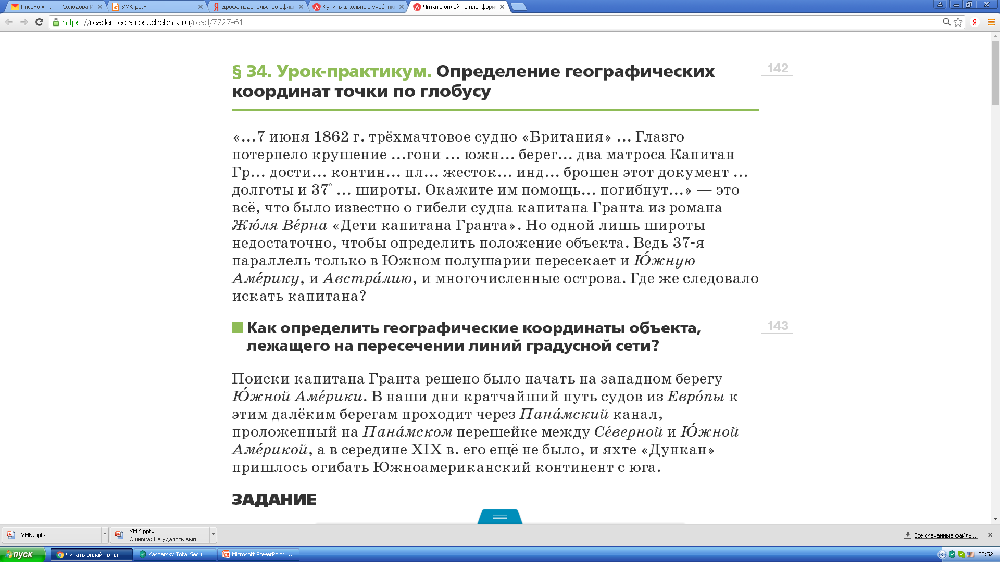 Письмо «кк» — Солодова И
УМК.pptx
дрофа издательство офиц
Купить школьные учебник
Читать онлайн в платформ
https://reader.lecta.rosuchebnik.ru/read/7727-61
§ 34. Урок-практикум. Определение географических
координат точки по глобусу
142
«...7 июня 1862 г. трёхмачтовое судно «Британия» ... Глазго
потерпело крушение ...гони ... южн... берег... два матроса Капитан
Гр... дости... контин... пл... жесток... инд... брошен этот документ ...
долготы и 37° ... широты. Окажите им помощь... погибнут...» — это
всё, что было известно о гибели судна капитана Гранта из романа
Жю́ля Ве́рна «Дети капитана Гранта». Но одной лишь широты
недостаточно, чтобы определить положение объекта. Ведь 37-я
параллель только в Южном полушарии пересекает и Ю́жную
Аме́рику, и Австра́лию, и многочисленные острова. Где же следовало
искать капитана?
Как определить географические координаты объекта,
лежащего на пересечении линий градусной сети?
143
Поиски капитана Гранта решено было начать на западном берегу
Ю́жной Аме́рики. В наши дни кратчайший путь судов из Евро́пы к
этим далёким берегам проходит через Пана́мский канал,
проложенный на Пана́мском перешейке между Се́верной и Ю́жной
Аме́рикой, а в середине XIX в. его ещё не было, и яхте «Дункан»
пришлось огибать Южноамериканский континент с юга.
ЗАДАНИЕ
УМК.pptx
УМК.pptx
Ошибка: Не удалось вып...
Все скачанные файлы...
пуск
Читать онлайн в пл...
Kaspersky Total Secu...
Microsoft PowerPoint ...
23:52